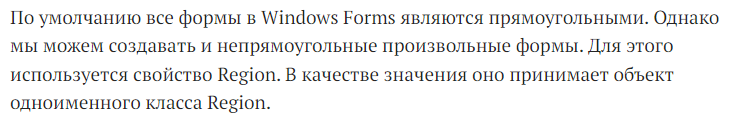 По умолчанию все формы в Windows Forms являются прямоугольными. Однако
мы можем создавать и непрямоугольные произвольные формы. Для этого
используется свойство Region. В качестве значения оно принимает объект
одноименного класса Region.